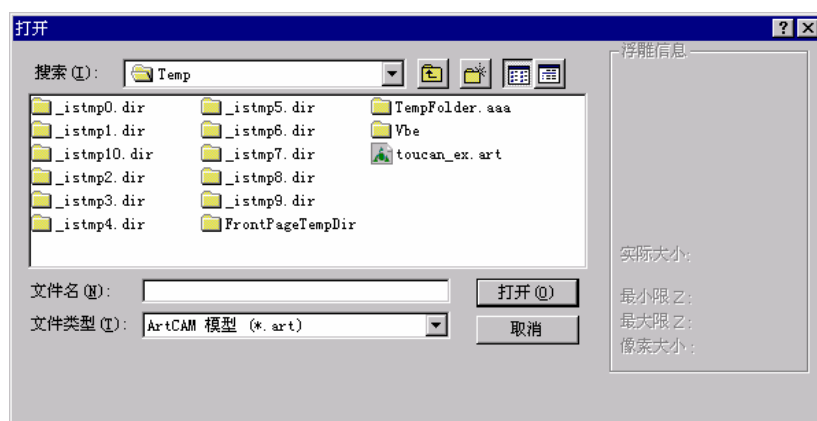 打开
搜索(I): Temp
_istmp0.dir
_istmp1.dir
_istmp10.dir
_istmp2.dir
_istmp3.dir
_istmp4.dir
_istmp5.dir
_istmp6.dir
_istmp7.dir
_istmp8.dir
_istmp9.dir
FrontPageTempDir
TempFolder.aaa
Vbe
toucan_ex.art
文件名(N):
打开(O)
文件类型(T): ArtCAM 模型 (*.art)
取消
浮雕信息
实际大小:
最小限 Z:
最大限 Z:
像素大小: